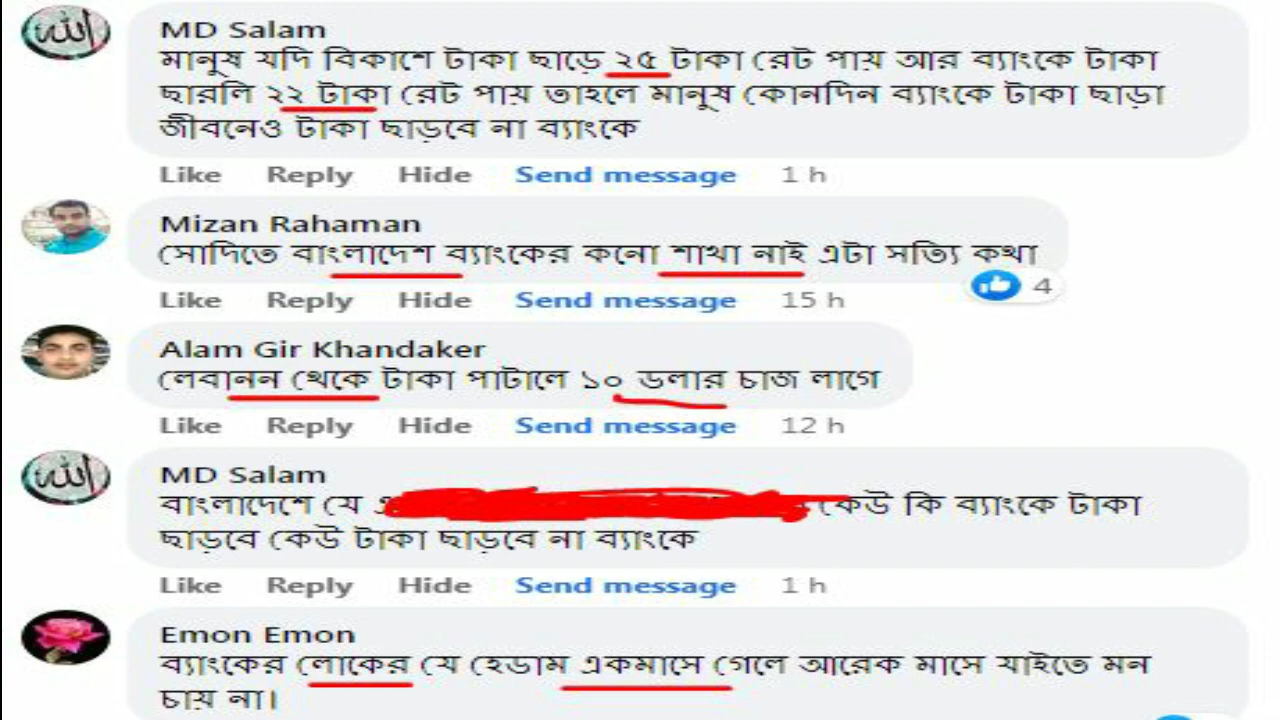 MD Salam
মানুষ যদি বিকাশে টাকা ছাড়ে ২৫ টাকা রেট পায় আর ব্যাংকে টাকা
ছারলি ২২ টাকা রেট পায় তাহলে মানুষ কোনদিন ব্যাংকে টাকা ছাড়া
জীবনেও টাকা ছাড়বে না ব্যাংকে
Like Reply Hide Send message 1 h
Mizan Rahaman
সোদিতে বাংলাদেশ ব্যাংকের কনো শাখা নাই এটা সত্যি কথা
4
Like Reply Hide Send message 15 h
Alam Gir Khandaker
লেবানন থেকে টাকা পাটালে ১০ ডলার চাজ লাগে
Like Reply Hide Send message 12 h
MD Salam
বাংলাদেশে যে কেউ কি ব্যাংকে টাকা
ছাড়বে কেউ টাকা ছাড়বে না ব্যাংকে
Like Reply Hide Send message 1 h
Emon Emon
ব্যাংকের লোকের যে হেডাম একমাসে গেলে আরেক মাসে যাইতে মন
চায় না।